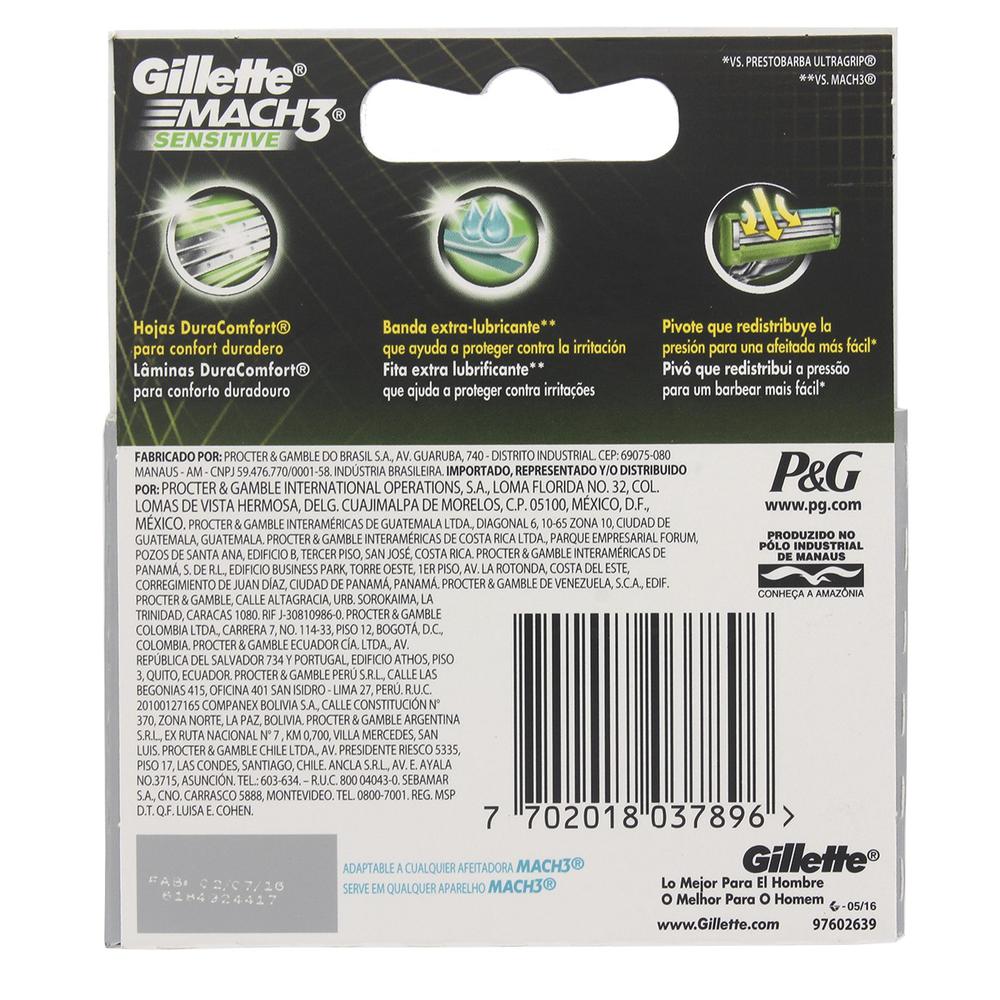 Gillette®
MACH3®
SENSITIVE
*VS. PRESTOBARBA ULTRAGRIP®
**VS. MACH3®
Hojas DuraComfort®
para confort duradero
Lâminas DuraComfort®
para conforto duradouro
Banda extra-lubricante**
que ayuda a proteger contra la irritación
Fita extra lubrificante**
que ajuda a proteger contra irritações
Pivote que redistribuye la
presión para una afeitada más fácil*
Pivô que redistribui a pressão
para um barbear mais fácil*
FABRICADO POR: PROCTER & GAMBLE DO BRASIL S.A., AV. GUARUBA, 740 - DISTRITO INDUSTRIAL. CEP: 69075-080
MANAUS - AM - CNPJ 59.476.770/0001-58. INDÚSTRIA BRASILEIRA. IMPORTADO, REPRESENTADO Y/O DISTRIBUIDO
POR: PROCTER & GAMBLE INTERNATIONAL OPERATIONS, S.A., LOMA FLORIDA NO. 32, COL.
LOMAS DE VISTA HERMOSA, DELG. CUAJIMALPA DE MORELOS, C.P. 05100, MÉXICO, D.F.,
MÉXICO. PROCTER & GAMBLE INTERAMÉRICAS DE GUATEMALA LTD., DIAGONAL 6, 10-65 ZONA 10, CIUDAD DE
GUATEMALA, GUATEMALA. PROCTER & GAMBLE INTERAMÉRICAS DE COSTA RICA LTD., PARQUE EMPRESARIAL FORUM,
POZOS DE SANTA ANA, EDIFICIO B, TERCER PISO, SAN JOSÉ, COSTA RICA. PROCTER & GAMBLE INTERAMÉRICAS DE
PANAMÁ, S. DE R.L., EDIFICIO BUSINESS PARK, TORRE OESTE, 1ER PISO, AV. LA ROTONDA, COSTA DEL ESTE,
CORREGIMIENTO DE JUAN DÍAZ, CIUDAD DE PANAMÁ, PANAMÁ. PROCTER & GAMBLE DE VENEZUELA, S.C.A., EDIF.
PROCTER & GAMBLE, CALLE ALTAGRACIA, URB. SOROKAIMA, LA
TRINIDAD, CARACAS 1080. RIF J-30810986-0. PROCTER & GAMBLE
COLOMBIA LTDA., CARRERA 7, NO. 114-33, PISO 12, BOGOTÁ, D.C.,
COLOMBIA. PROCTER & GAMBLE ECUADOR CÍA. LTDA., AV.
REPÚBLICA DEL SALVADOR 734 Y PORTUGAL, EDIFICIO ATHOS, PISO
3, QUITO, ECUADOR. PROCTER & GAMBLE PERÚ S.R.L., CALLE LAS
BEGONIAS 415, OFICINA 401 SAN ISIDRO - LIMA 27, PERÚ. R.U.C.
20100127165 COMPANEX BOLIVIA S.A., CALLE CONSTITUCIÓN N°
370, ZONA NORTE, LA PAZ, BOLIVIA. PROCTER & GAMBLE ARGENTINA
S.R.L., EX RUTA NACIONAL N° 7, KM 0,700, VILLA MERCEDES, SAN
LUIS. PROCTER & GAMBLE CHILE LTDA., AV. PRESIDENTE RIESCO 5335,
PISO 17, LAS CONDES, SANTIAGO, CHILE. ANCLA S.R.L., AV. E. AYALA
NO.3715, ASUNCIÓN. TEL.: 603-634. – R.U.C. 800 04043-0. SEBAMAR
S.A., CNO. CARRASCO 5888, MONTEVIDEO. TEL. 0800-7001. REG. MSP
D.T. Q.F. LUISA E. COHEN.
P&G
www.pg.com
PRODUZIDO NO
PÓLO INDUSTRIAL
DE MANAUS
CONHEÇA A AMAZÔNIA
7 702018 037896 >
FAB: 02/07/16
6184324417
ADAPTABLE A CUALQUIER AFEITADORA MACH3®
SERVE EM QUALQUER APARELHO MACH3®
Gillette®
Lo Mejor Para El Hombre
O Melhor Para O Homem
-05/16
www.Gillette.com
97602639